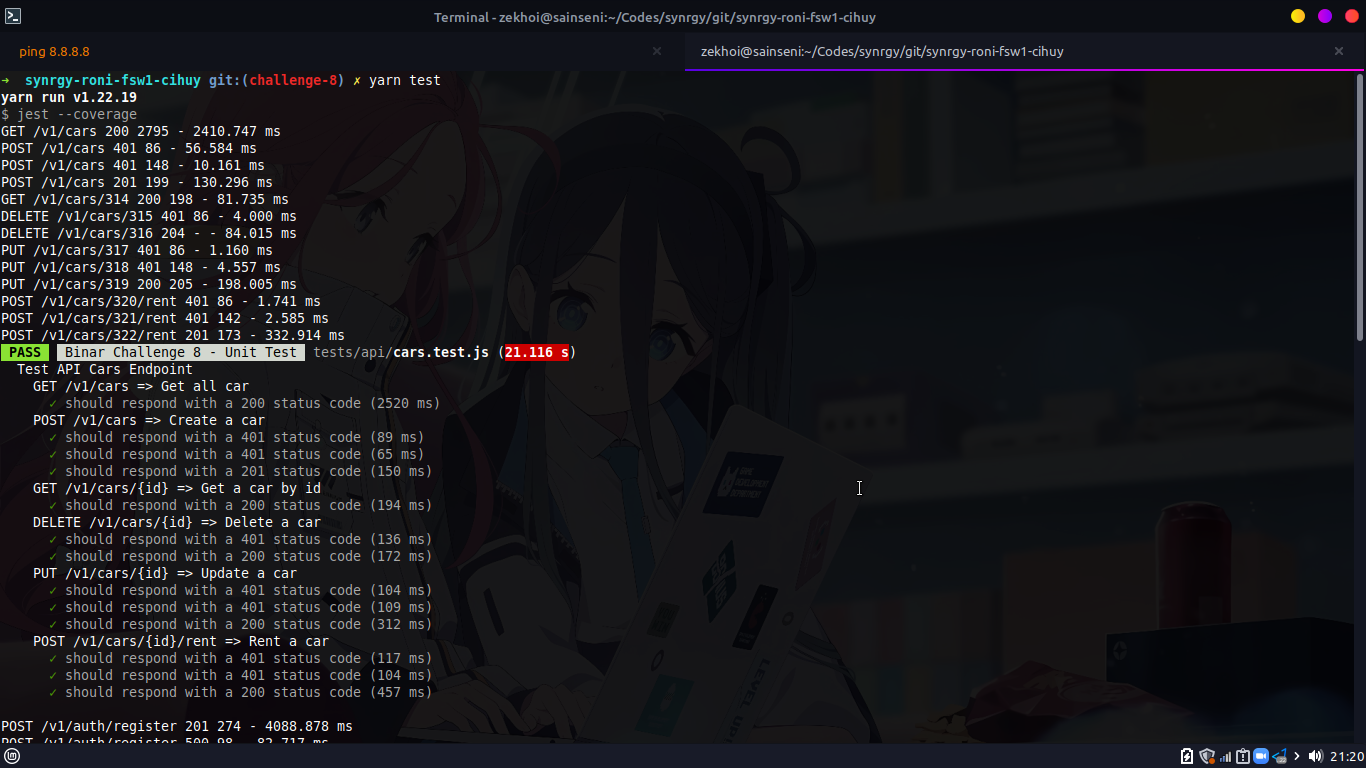 Terminal - zekhoi@sainseni:~/Codes/synrgy/git/synrgy-roni-fsw1-cihuy
ping 8.8.8.8
zekhoi@sainseni:~/Codes/synrgy/git/synrgy-roni-fsw1-cihuy
→ synrgy-roni-fsw1-cihuy git:(challenge-8) ✗ yarn test
yarn run v1.22.19
$ jest --coverage
GET /v1/cars 200 2795 - 2410.747 ms
POST /v1/cars 401 86 - 56.584 ms
POST /v1/cars 401 148 - 10.161 ms
POST /v1/cars 201 199 - 130.296 ms
GET /v1/cars/314 200 198 - 81.735 ms
DELETE /v1/cars/315 401 86 - 4.000 ms
DELETE /v1/cars/316 204 - - 84.015 ms
PUT /v1/cars/317 401 86 - 1.160 ms
PUT /v1/cars/318 401 148 - 4.557 ms
PUT /v1/cars/319 200 205 - 198.005 ms
POST /v1/cars/320/rent 401 86 - 1.741 ms
POST /v1/cars/321/rent 401 142 - 2.585 ms
POST /v1/cars/322/rent 201 173 - 332.914 ms
PASS Binar Challenge 8 - Unit Test tests/api/cars.test.js (21.116 s)
Test API Cars Endpoint
GET /v1/cars => Get all car
✓ should respond with a 200 status code (2520 ms)
POST /v1/cars => Create a car
✓ should respond with a 401 status code (89 ms)
✓ should respond with a 401 status code (65 ms)
✓ should respond with a 201 status code (150 ms)
GET /v1/cars/{id} => Get a car by id
✓ should respond with a 200 status code (194 ms)
DELETE /v1/cars/{id} => Delete a car
✓ should respond with a 401 status code (136 ms)
✓ should respond with a 200 status code (172 ms)
PUT /v1/cars/{id} => Update a car
✓ should respond with a 401 status code (104 ms)
✓ should respond with a 401 status code (109 ms)
✓ should respond with a 200 status code (312 ms)
POST /v1/cars/{id}/rent => Rent a car
✓ should respond with a 401 status code (117 ms)
✓ should respond with a 401 status code (104 ms)
✓ should respond with a 200 status code (457 ms)
POST /v1/auth/register 201 274 - 4088.878 ms
POST /v1/auth/register 500 98 - 82.717 ms
21:20